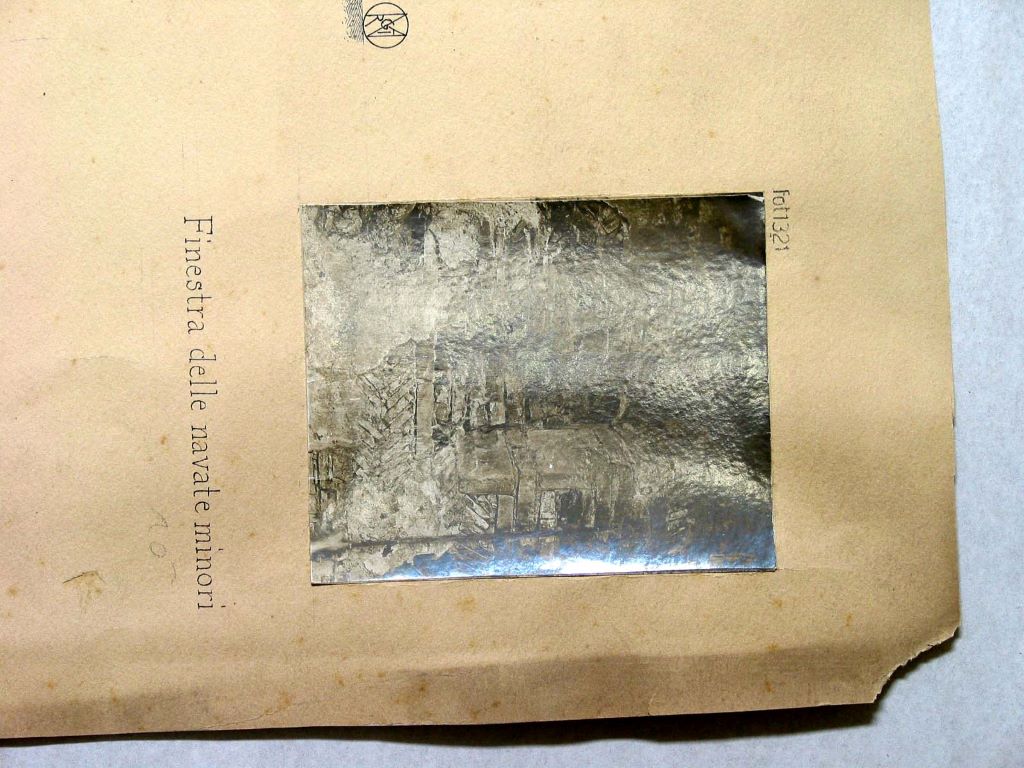 fot1321
Finestra delle navate minori